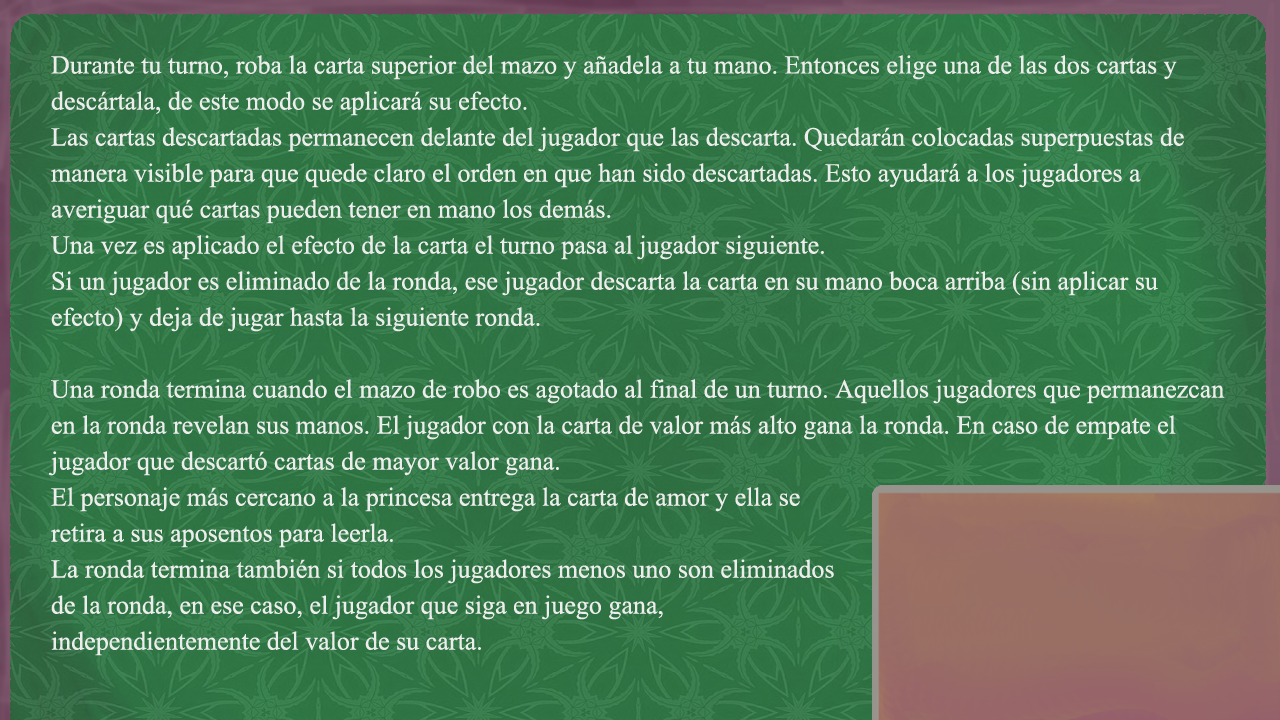 Durante tu turno, roba la carta superior del mazo y añadela a tu mano. Entonces elige una de las dos cartas y
descártala, de este modo se aplicará su efecto.
Las cartas descartadas permanecen delante del jugador que las descarta. Quedarán colocadas superpuestas de
manera visible para que quede claro el orden en que han sido descartadas. Esto ayudará a los jugadores a
averiguar qué cartas pueden tener en mano los demás.
Una vez es aplicado el efecto de la carta el turno pasa al jugador siguiente.
Si un jugador es eliminado de la ronda, ese jugador descarta la carta en su mano boca arriba (sin aplicar su
efecto) y deja de jugar hasta la siguiente ronda.
Una ronda termina cuando el mazo de robo es agotado al final de un turno. Aquellos jugadores que permanezcan
en la ronda revelan sus manos. El jugador con la carta de valor más alto gana la ronda. En caso de empate el
jugador que descartó cartas de mayor valor gana.
El personaje más cercano a la princesa entrega la carta de amor y ella se
retira a sus aposentos para leerla.
La ronda termina también si todos los jugadores menos uno son eliminados
de la ronda, en ese caso, el jugador que siga en juego gana,
independientemente del valor de su carta.